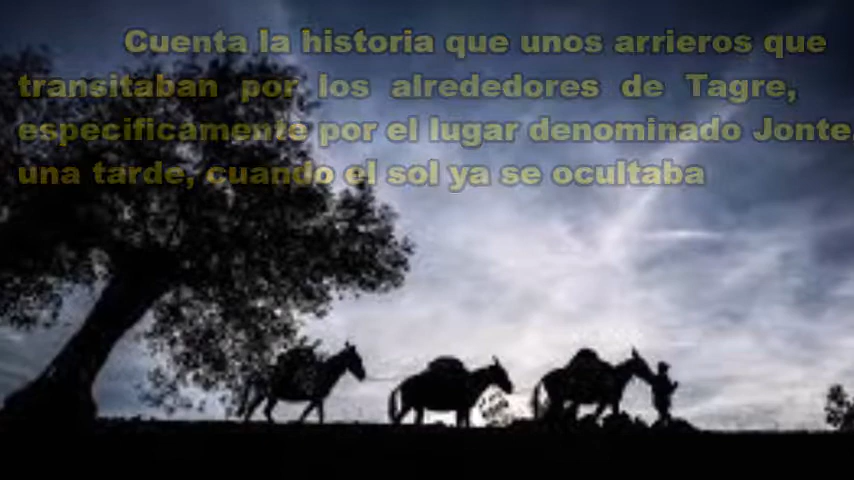 Cuenta la historia que unos arrieros que
transitaban por los alrededores de Tagre,
especificamente por el lugar denominado Jonte
una tarde, cuando el sol ya se ocultaba